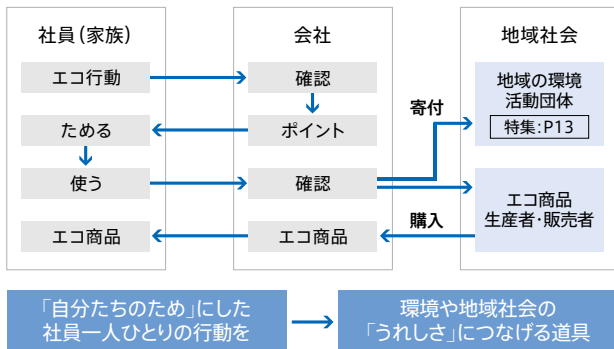 社員（家族）
会社
地域社会
エコ行動
確認
地域の環境
活動団体
特集：P13
寄付
ためる
ポイント
使う
確認
エコ商品
生産者・販売者
購入
エコ商品
エコ商品
「自分たちのため」にした
社員一人ひとりの行動を
環境や地域社会の
「うれしさ」につなげる道具